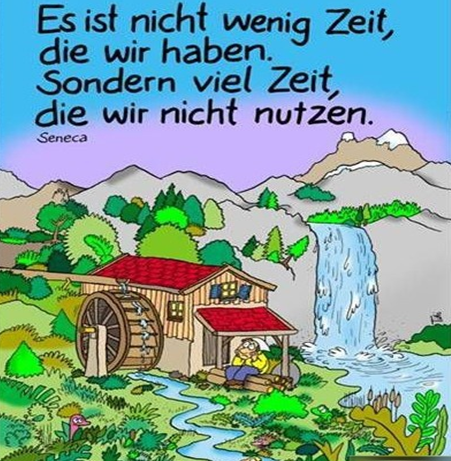 Es ist nicht wenig Zeit,
die wir haben.
Sondern viel Zeit,
die wir nicht nutzen.
Seneca